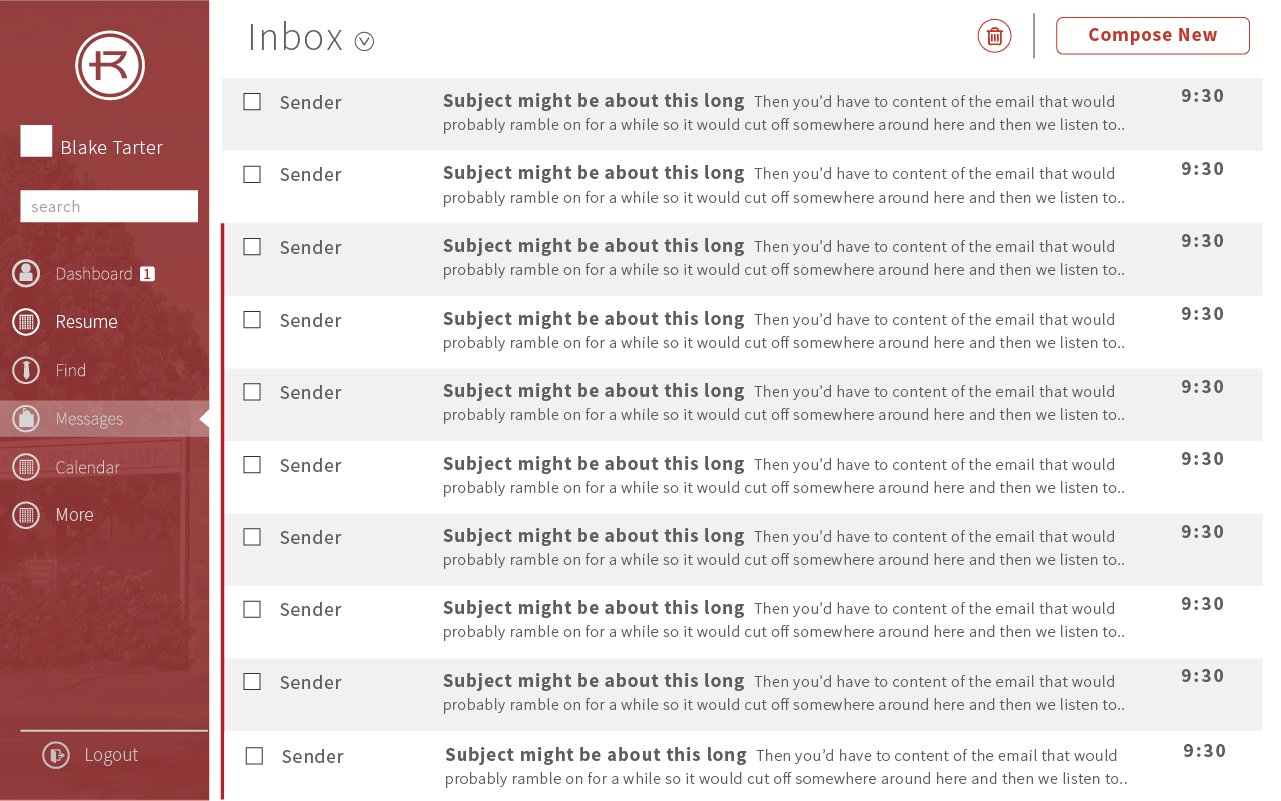 Inbox
Compose New
Blake Tarter
search
Dashboard 1
Resume
Find
Messages
Calendar
More
Logout
Sender Subject might be about this long Then you’d have to content of the email that would 9:30
probably ramble on for a while so it would cut off somewhere around here and then we listen to..
Sender Subject might be about this long Then you’d have to content of the email that would 9:30
probably ramble on for a while so it would cut off somewhere around here and then we listen to..
Sender Subject might be about this long Then you’d have to content of the email that would 9:30
probably ramble on for a while so it would cut off somewhere around here and then we listen to..
Sender Subject might be about this long Then you’d have to content of the email that would 9:30
probably ramble on for a while so it would cut off somewhere around here and then we listen to..
Sender Subject might be about this long Then you’d have to content of the email that would 9:30
probably ramble on for a while so it would cut off somewhere around here and then we listen to..
Sender Subject might be about this long Then you’d have to content of the email that would 9:30
probably ramble on for a while so it would cut off somewhere around here and then we listen to..
Sender Subject might be about this long Then you’d have to content of the email that would 9:30
probably ramble on for a while so it would cut off somewhere around here and then we listen to..
Sender Subject might be about this long Then you’d have to content of the email that would 9:30
probably ramble on for a while so it would cut off somewhere around here and then we listen to..
Sender Subject might be about this long Then you’d have to content of the email that would 9:30
probably ramble on for a while so it would cut off somewhere around here and then we listen to..
Sender Subject might be about this long Then you’d have to content of the email that would 9:30
probably ramble on for a while so it would cut off somewhere around here and then we listen to..